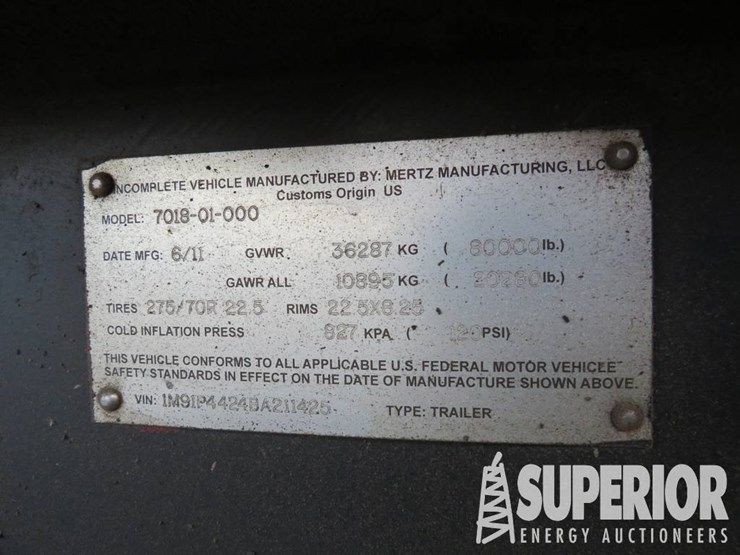 INCOMPLETE VEHICLE MANUFACTURED BY: MERTZ MANUFACTURING, LLC
Customs Origin US
MODEL: 7018-01-000
DATE MFG: 6/11 GVWR 36287 KG ( 80000 lb.)
GAWR ALL KG ( lb.)
TIRES 275/70R 22.5 RIMS 22.5X8.25
COLD INFLATION PRESS 827 KPA ( 120 PSI)
THIS VEHICLE CONFORMS TO ALL APPLICABLE U.S. FEDERAL MOTOR VEHICLE
SAFETY STANDARDS IN EFFECT ON THE DATE OF MANUFACTURE SHOWN ABOVE.
VIN: TYPE: TRAILER
SUPERIOR
ENERGY AUCTIONEERS